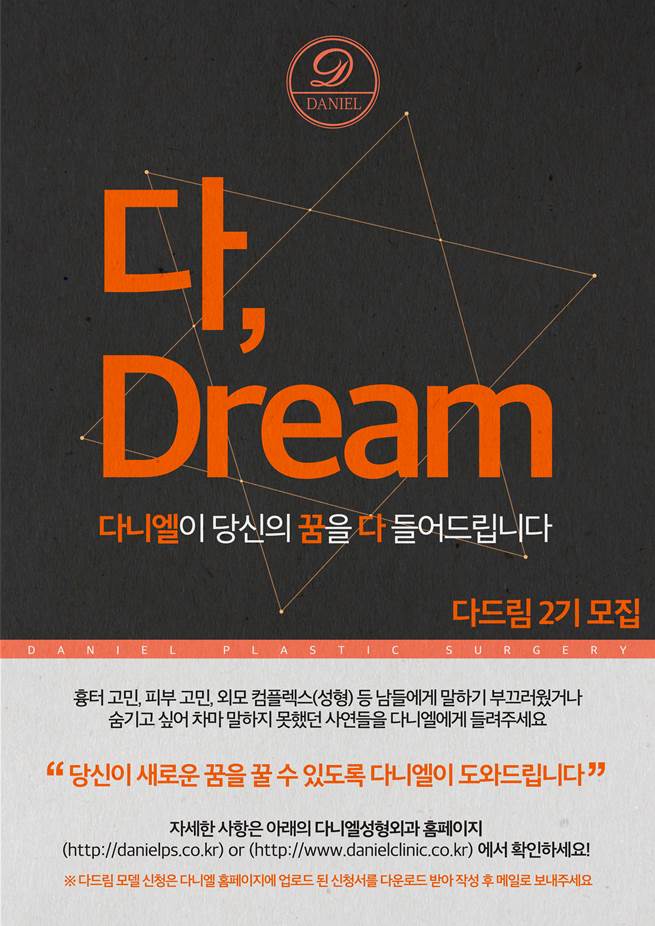 D
DANIEL
다,
Dream
다니엘이 당신의 꿈을 다 들어드립니다
다드림 2기 모집
DANIEL PLASTIC SURGERY
흉터 고민, 피부 고민, 외모 컴플렉스(성형) 등 남들에게 말하기 부끄러웠거나
숨기고 싶어 차마 말하지 못했던 사연들을 다니엘에게 들려주세요
“ 당신이 새로운 꿈을 꿀 수 있도록 다니엘이 도와드립니다 ”
자세한 사항은 아래의 다니엘성형외과 홈페이지
(http://danielps.co.kr) or (http://www.danielclinic.co.kr) 에서 확인하세요!
※ 다드림 모델 신청은 다니엘 홈페이지에 업로드 된 신청서를 다운로드 받아 작성 후 메일로 보내주세요